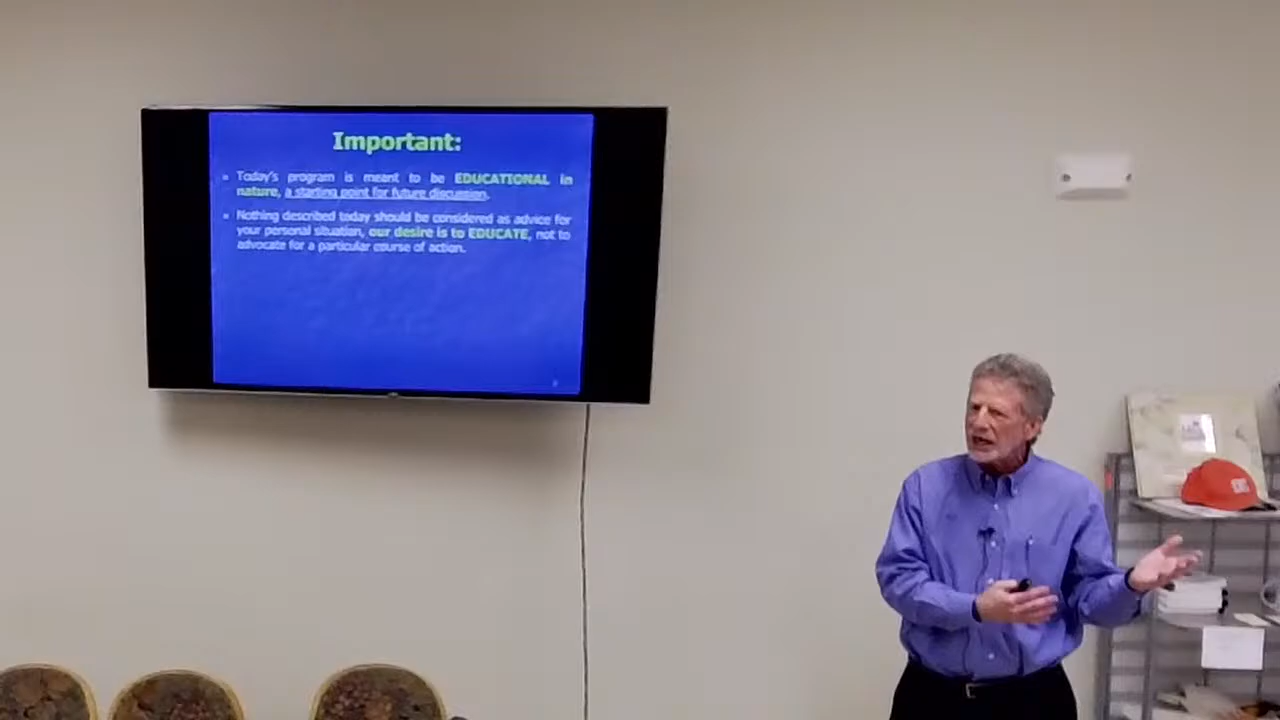 Important:
Today's program is meant to be EDUCATIONAL in
nature, a starting point for future discussion.
Nothing described today should be considered as advice for
your personal situation, our desire is to EDUCATE, not to
advocate for a particular course of action.